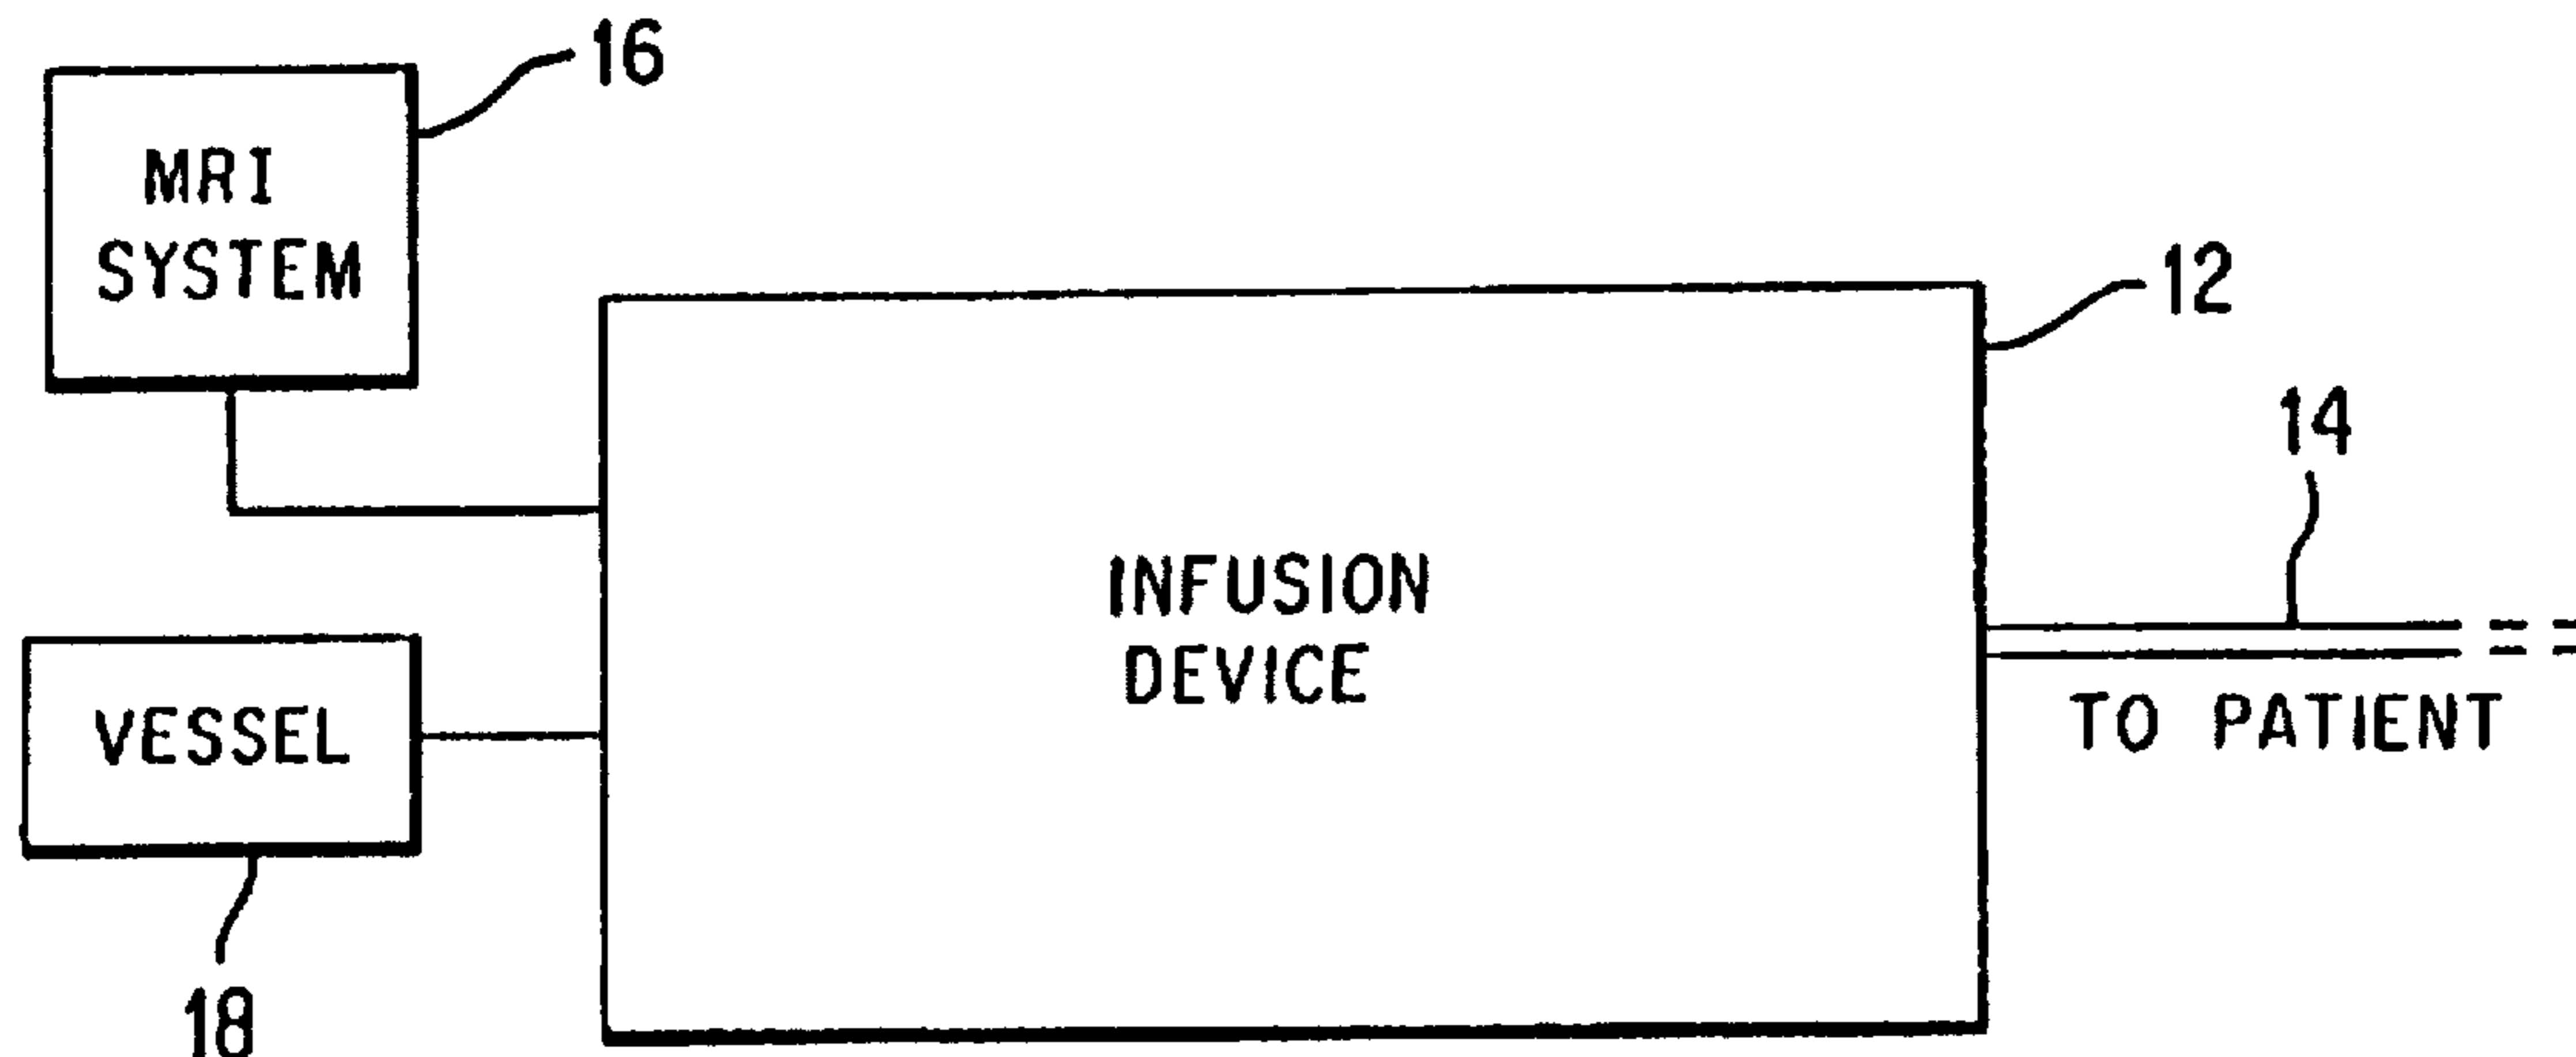 16
MRI
SYSTEM
12
14
INFUSION
DEVICE
TO PATIENT
VESSEL
18